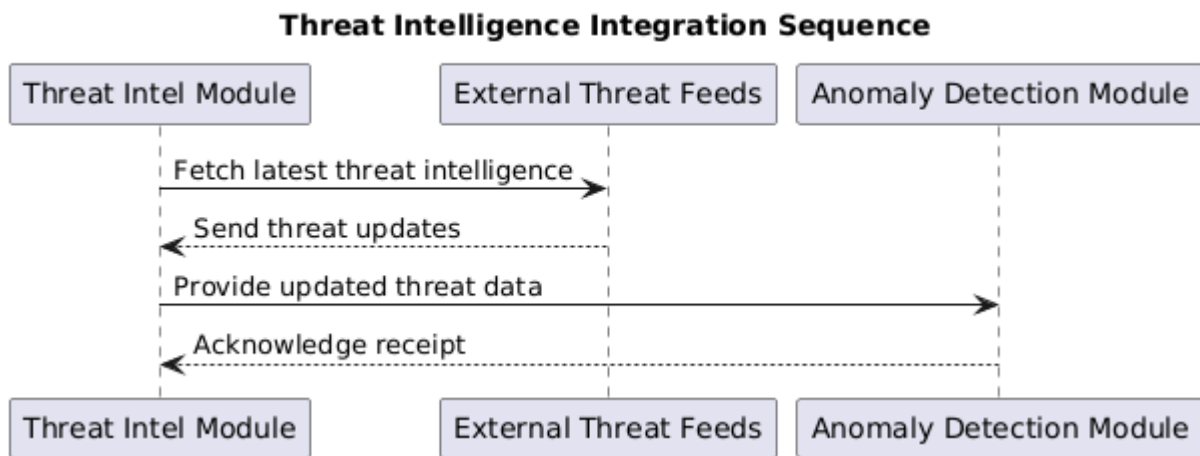 Threat Intelligence Integration Sequence
Threat Intel Module
External Threat Feeds
Anomaly Detection Module
Fetch latest threat intelligence
Send threat updates
Provide updated threat data
Acknowledge receipt
Threat Intel Module
External Threat Feeds
Anomaly Detection Module